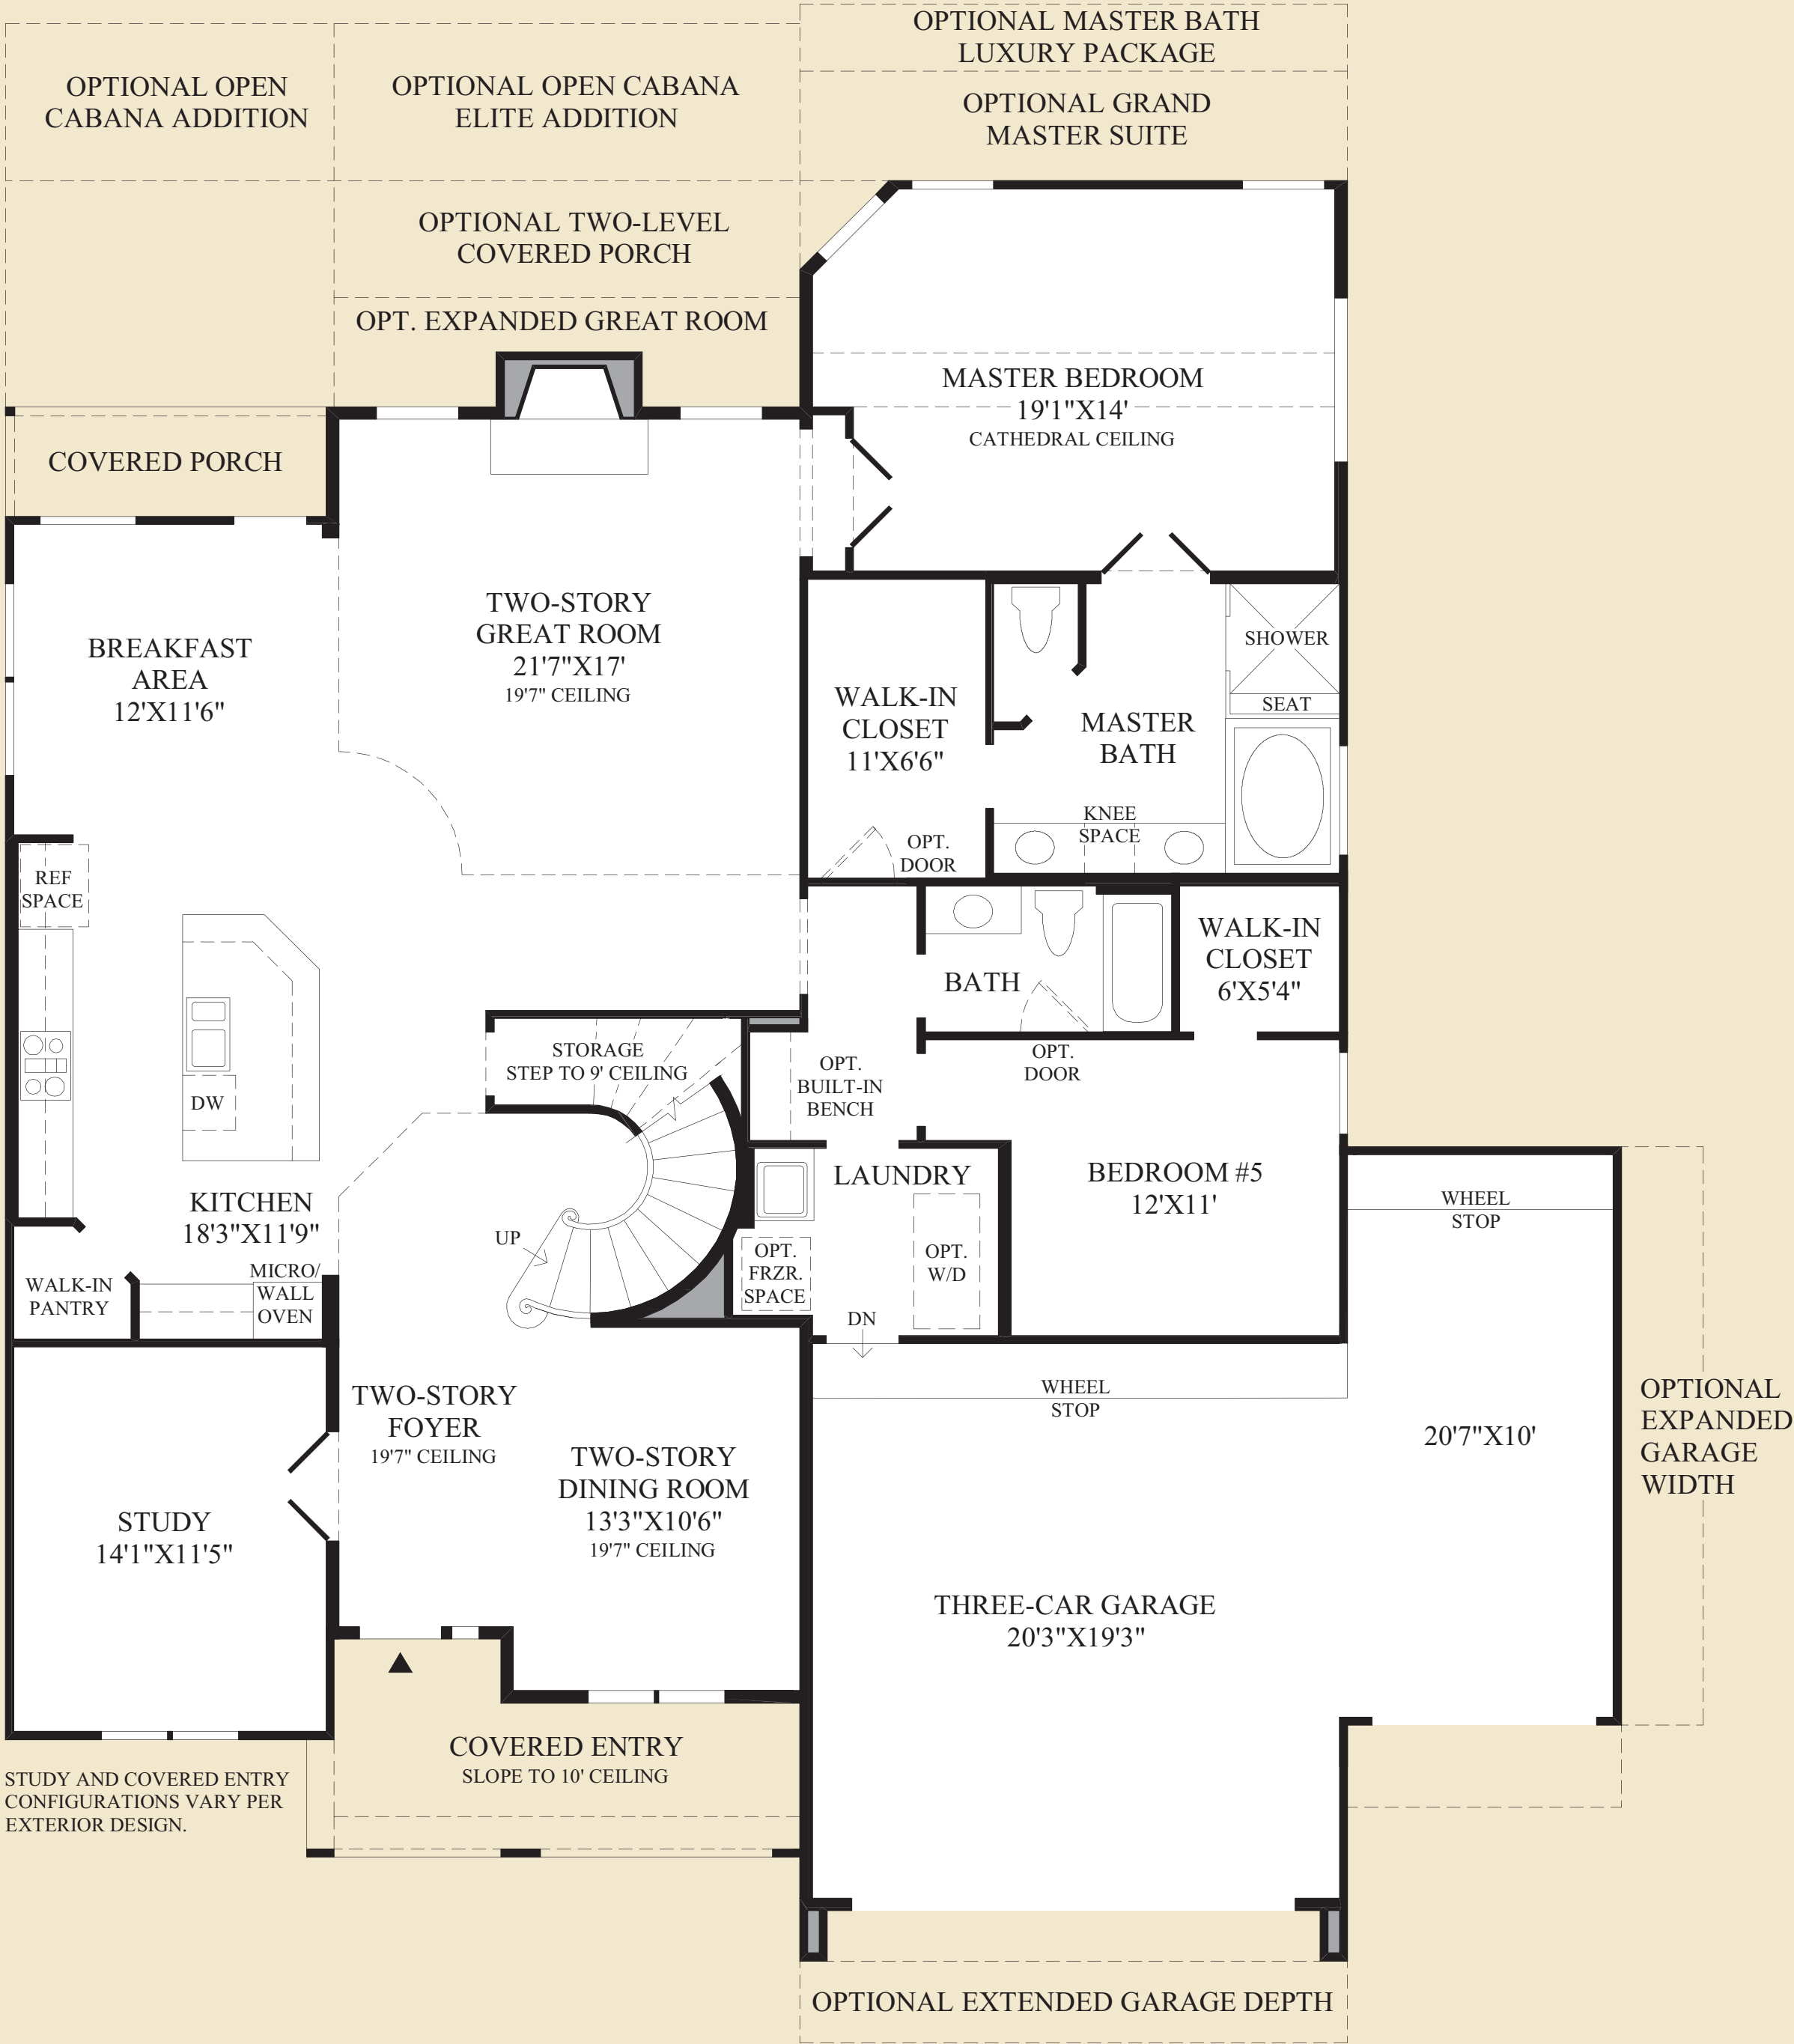 OPTIONAL MASTER BATH
LUXURY PACKAGE
OPTIONAL OPEN
CABANA ADDITION
OPTIONAL OPEN CABANA
ELITE ADDITION
OPTIONAL GRAND
MASTER SUITE
OPTIONAL TWO-LEVEL
COVERED PORCH
OPT. EXPANDED GREAT ROOM
MASTER BEDROOM
19'1"X14'
CATHEDRAL CEILING
COVERED PORCH
TWO-STORY
GREAT ROOM
21'7"X17'
19'7" CEILING
BREAKFAST
AREA
12'X11'6"
SHOWER
SEAT
WALK-IN
CLOSET
11'X6'6"
MASTER
BATH
KNEE
SPACE
OPT.
DOOR
REF
SPACE
WALK-IN
CLOSET
6'X5'4"
BATH
STORAGE
STEP TO 9' CEILING
OPT.
BUILT-IN
BENCH
OPT.
DOOR
DW
LAUNDRY
BEDROOM #5
12'X11'
WHEEL
STOP
KITCHEN
18'3"X11'9"
UP
OPT.
FRZR.
SPACE
OPT.
W/D
WALK-IN
PANTRY
MICRO/
WALL
OVEN
DN
WHEEL
STOP
TWO-STORY
FOYER
19'7" CEILING
TWO-STORY
DINING ROOM
13'3"X10'6"
19'7" CEILING
20'7"X10'
OPTIONAL
EXPANDED
GARAGE
WIDTH
STUDY
14'1"X11'5"
THREE-CAR GARAGE
20'3"X19'3"
COVERED ENTRY
SLOPE TO 10' CEILING
STUDY AND COVERED ENTRY
CONFIGURATIONS VARY PER
EXTERIOR DESIGN.
OPTIONAL EXTENDED GARAGE DEPTH